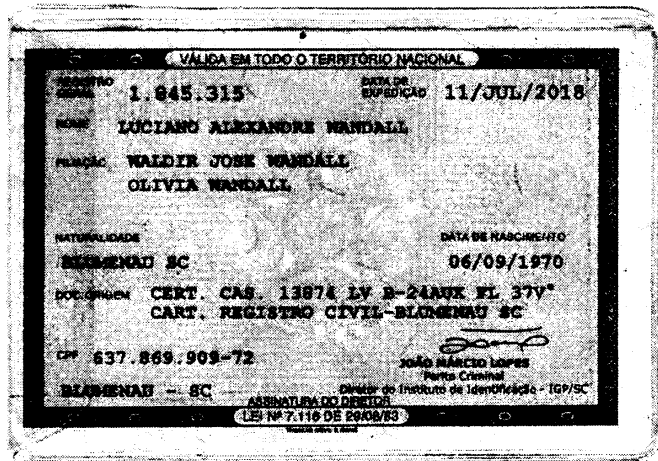 VÁLIDA EM TODO O TERRITÓRIO NACIONAL
REGISTRO GERAL 1.845.315 DATA DE EXPEDIÇÃO 11/JUL/2018
NOME LUCIANO ALEXANDRE WANDALL
FILIAÇÃO WALDIR JOSE WANDALL
OLIVIA WANDALL
NATURALIDADE DATA DE NASCIMENTO
BLUMENAU SC 06/09/1970
DOC ORIGEM CERT. CAS. 13874 LV B-24AUX FL 37V°
CART. REGISTRO CIVIL-BLUMENAU SC
CPF 637.869.909-72
JOÃO MÁRCIO LOPES
Perito Criminal
BLUMENAU - SC Diretor do Instituto de Identificação - IGP/SC
ASSINATURA DO DIRETOR
LEI Nº 7.116 DE 29/08/83